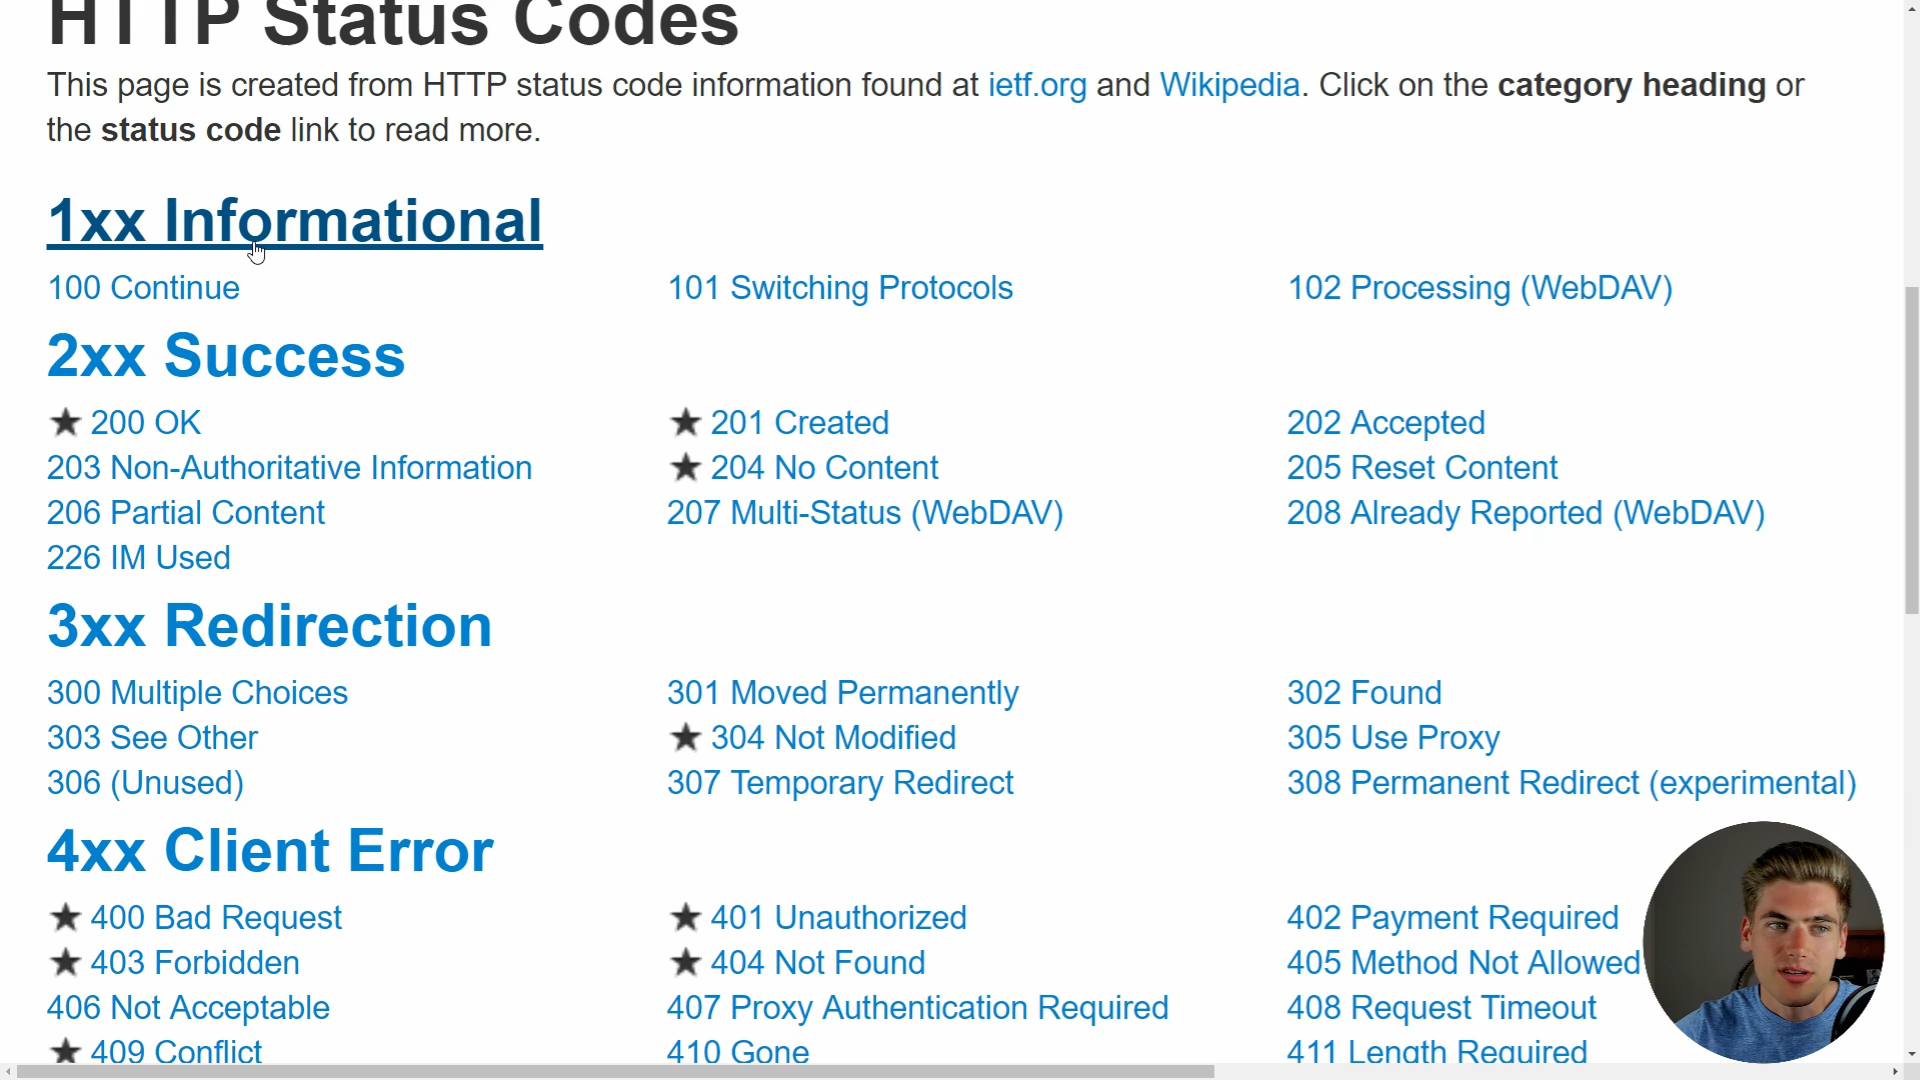 HTTP Status Codes
This page is created from HTTP status code information found at ietf.org and Wikipedia. Click on the category heading or
the status code link to read more.
1xx Informational
100 Continue 101 Switching Protocols 102 Processing (WebDAV)
2xx Success
★ 200 OK ★ 201 Created 202 Accepted
203 Non-Authoritative Information ★ 204 No Content 205 Reset Content
206 Partial Content 207 Multi-Status (WebDAV) 208 Already Reported (WebDAV)
226 IM Used
3xx Redirection
300 Multiple Choices 301 Moved Permanently 302 Found
303 See Other ★ 304 Not Modified 305 Use Proxy
306 (Unused) 307 Temporary Redirect 308 Permanent Redirect (experimental)
4xx Client Error
★ 400 Bad Request ★ 401 Unauthorized 402 Payment Required
★ 403 Forbidden ★ 404 Not Found 405 Method Not Allowed
406 Not Acceptable 407 Proxy Authentication Required 408 Request Timeout
★ 409 Conflict 410 Gone 411 Length Required